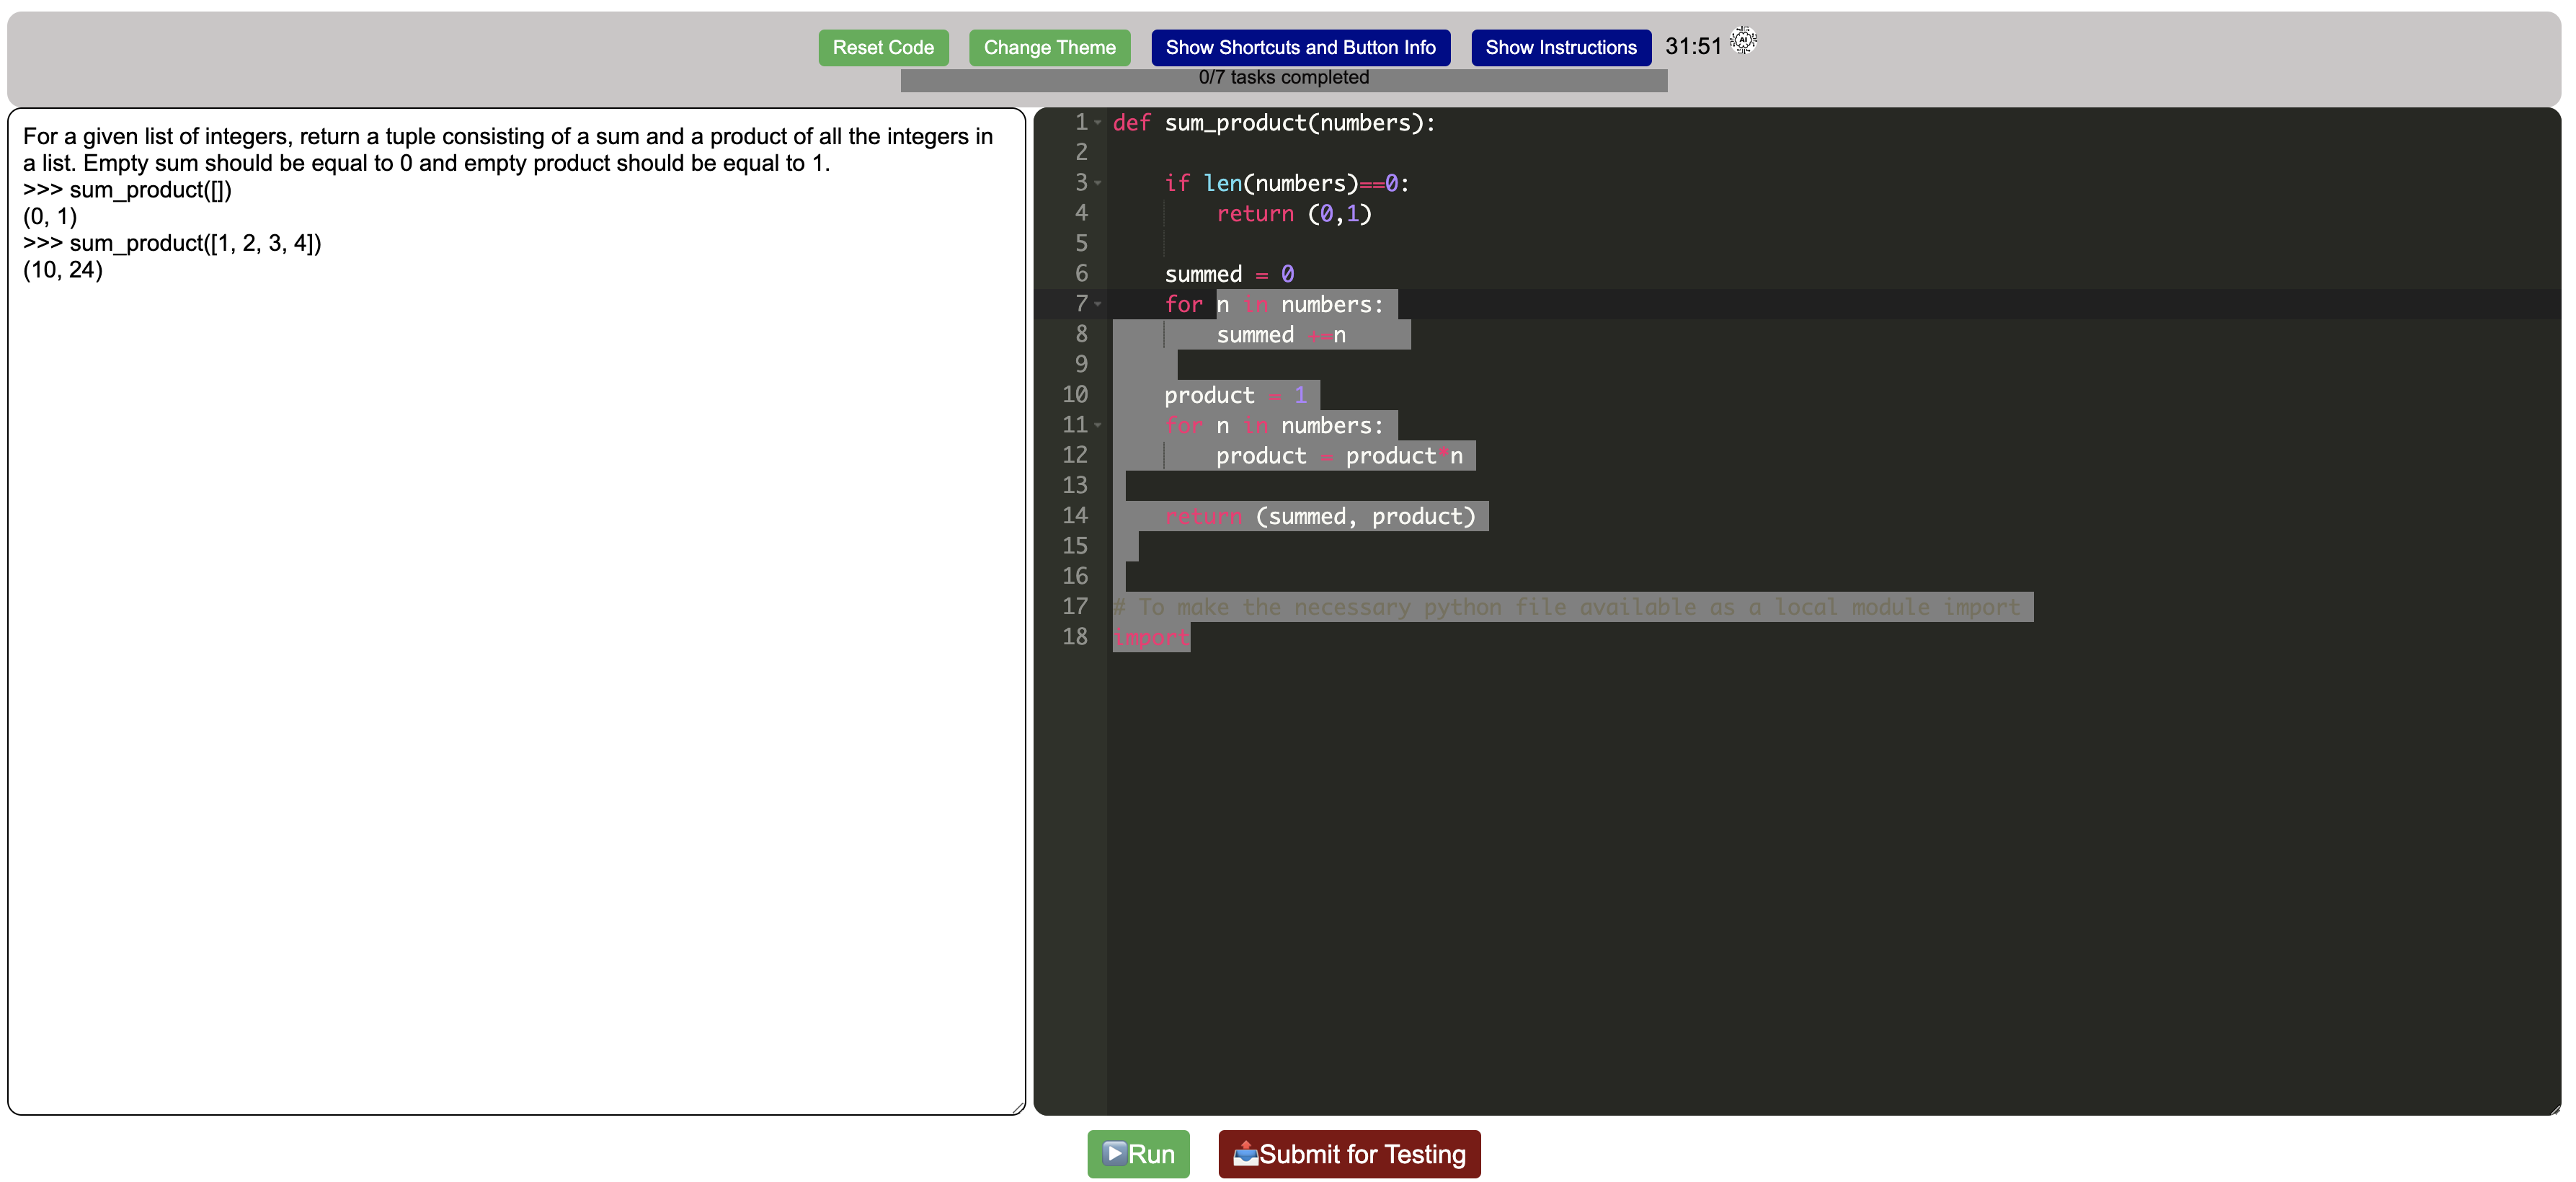 Reset Code Change Theme Show Shortcuts and Button Info Show Instructions 31:51 AI
0/7 tasks completed
For a given list of integers, return a tuple consisting of a sum and a product of all the integers in
a list. Empty sum should be equal to 0 and empty product should be equal to 1.
>>> sum_product([])
(0, 1)
>>> sum_product([1, 2, 3, 4])
(10, 24)
1 def sum_product(numbers):
2
3     if len(numbers)==0:
4         return (0,1)
5
6     summed = 0
7     for n in numbers:
8         summed +=n
9
10     product = 1
11     for n in numbers:
12         product = product*n
13
14     return (summed, product)
15
16
17 # To make the necessary python file available as a local module import
18 import
Run Submit for Testing